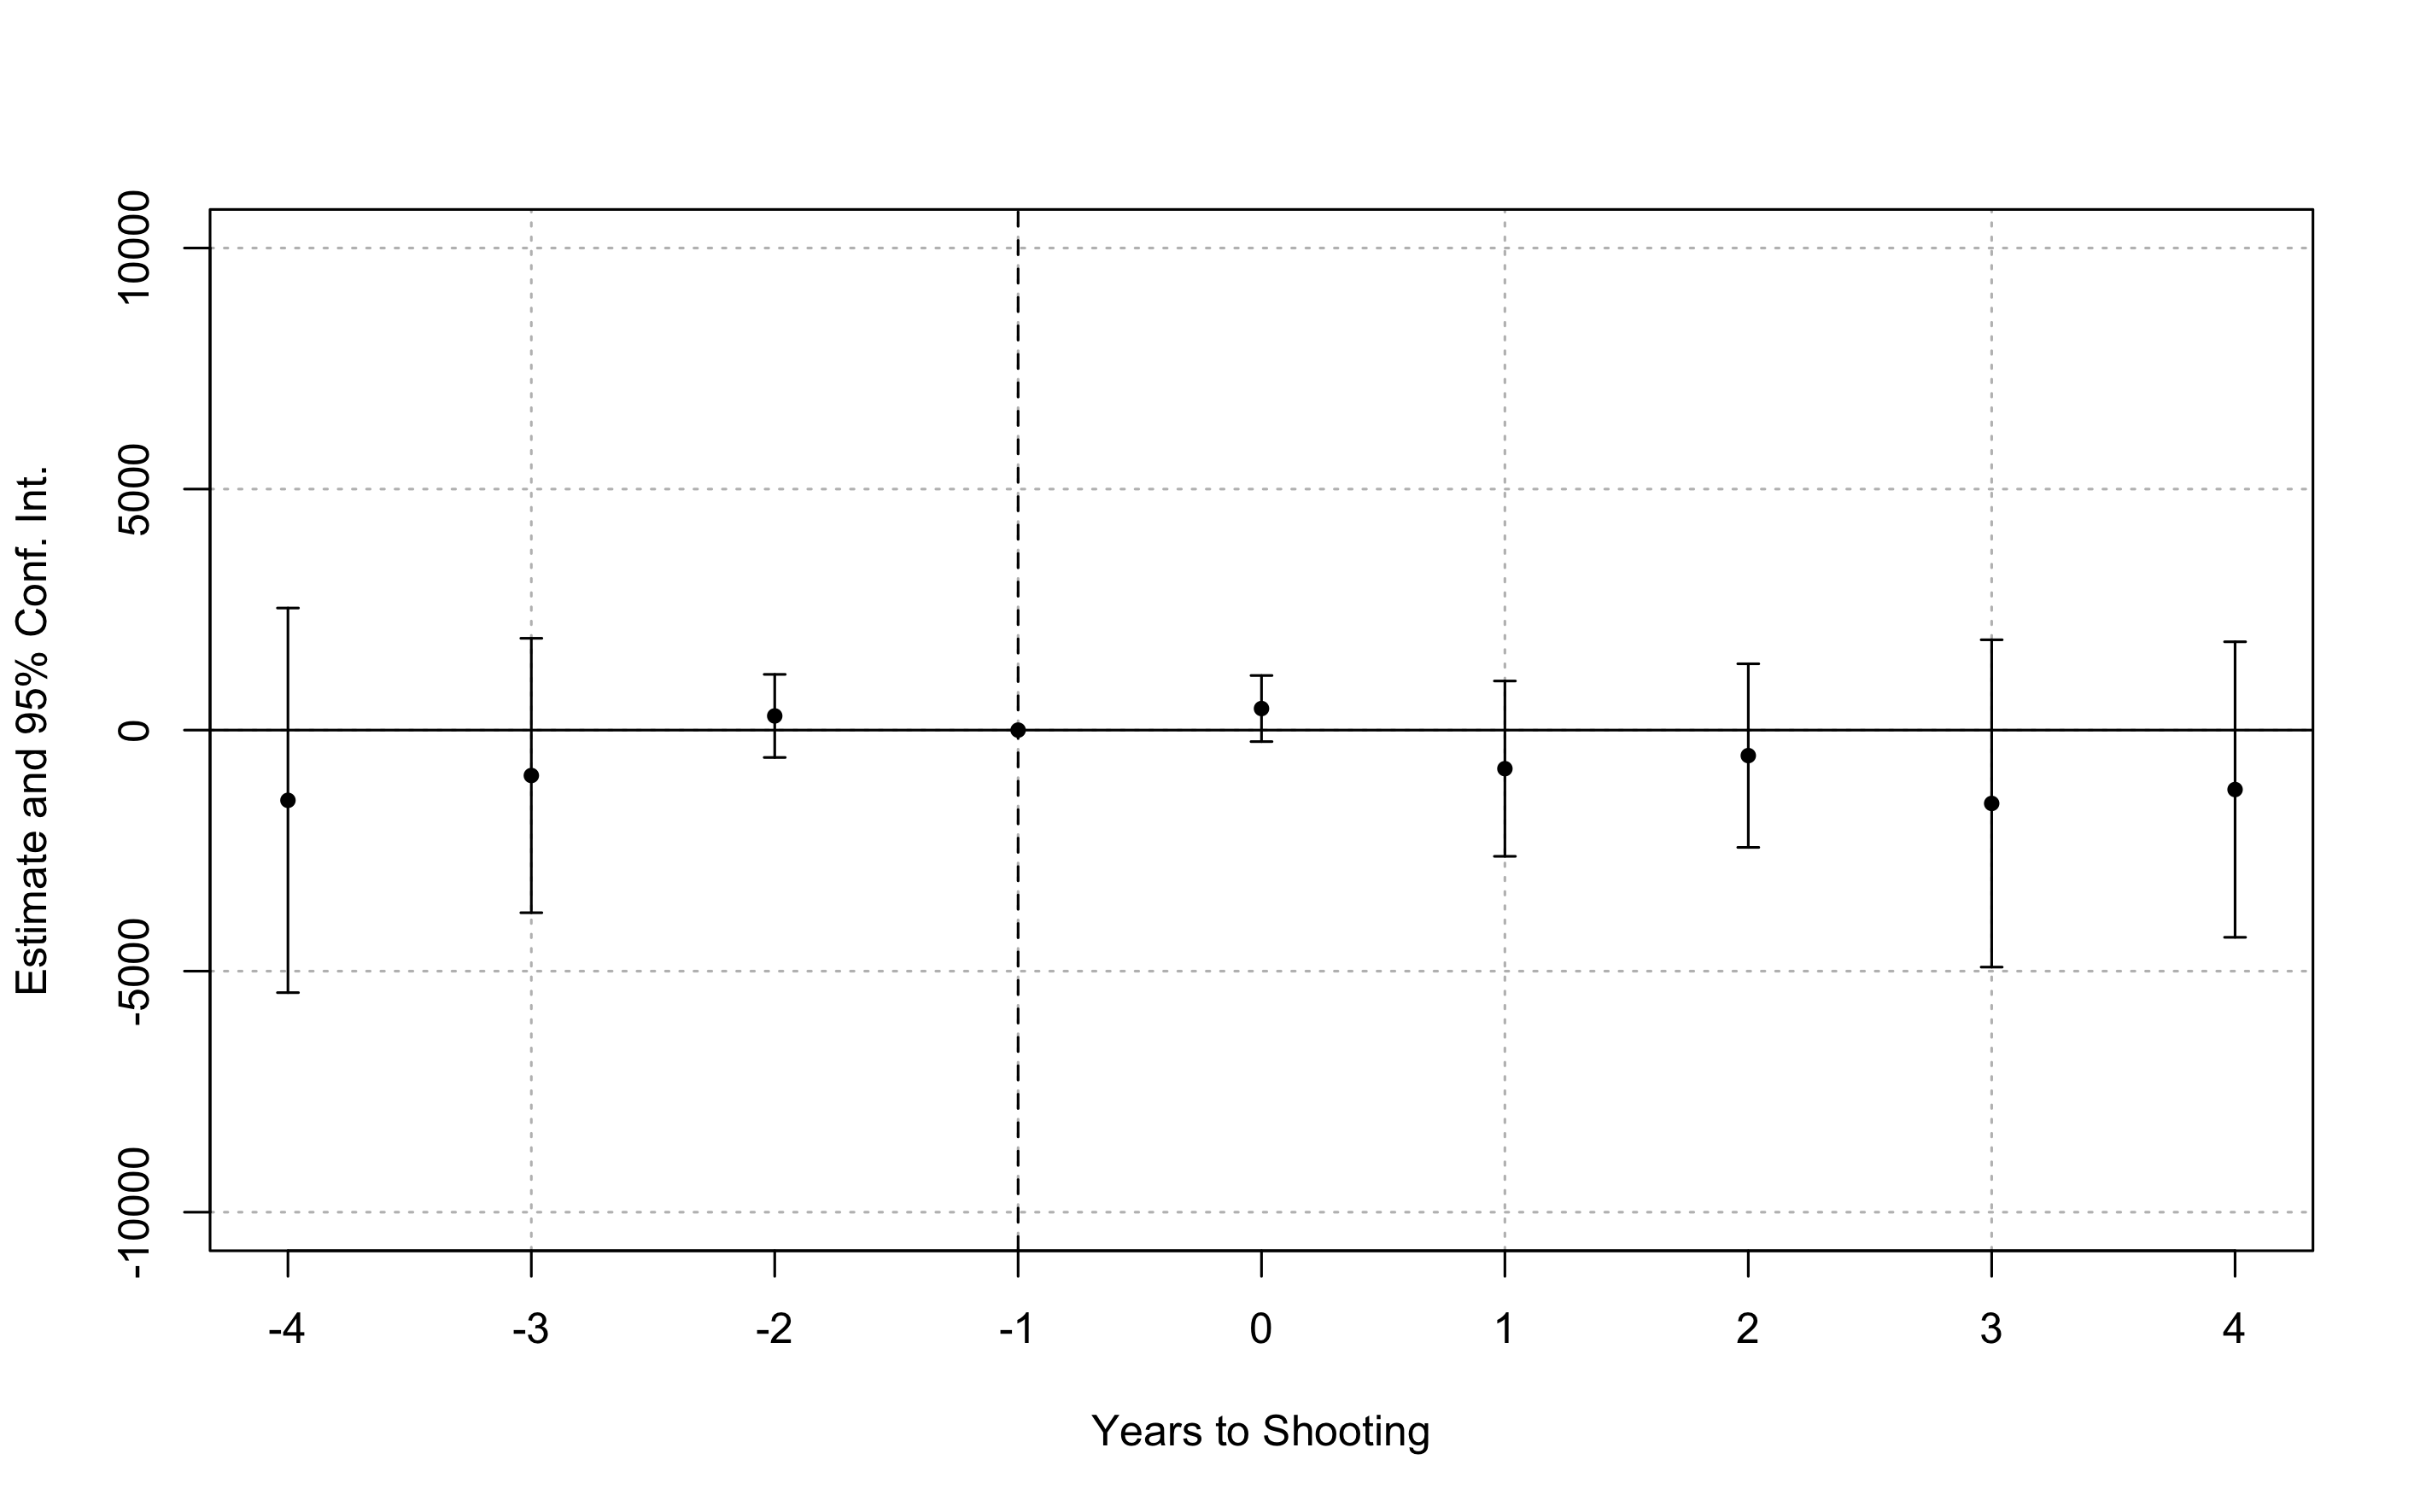 Estimate and 95% Conf. Int.
10000
5000
0
-5000
-10000
-4 -3 -2 -1 0 1 2 3 4
Years to Shooting